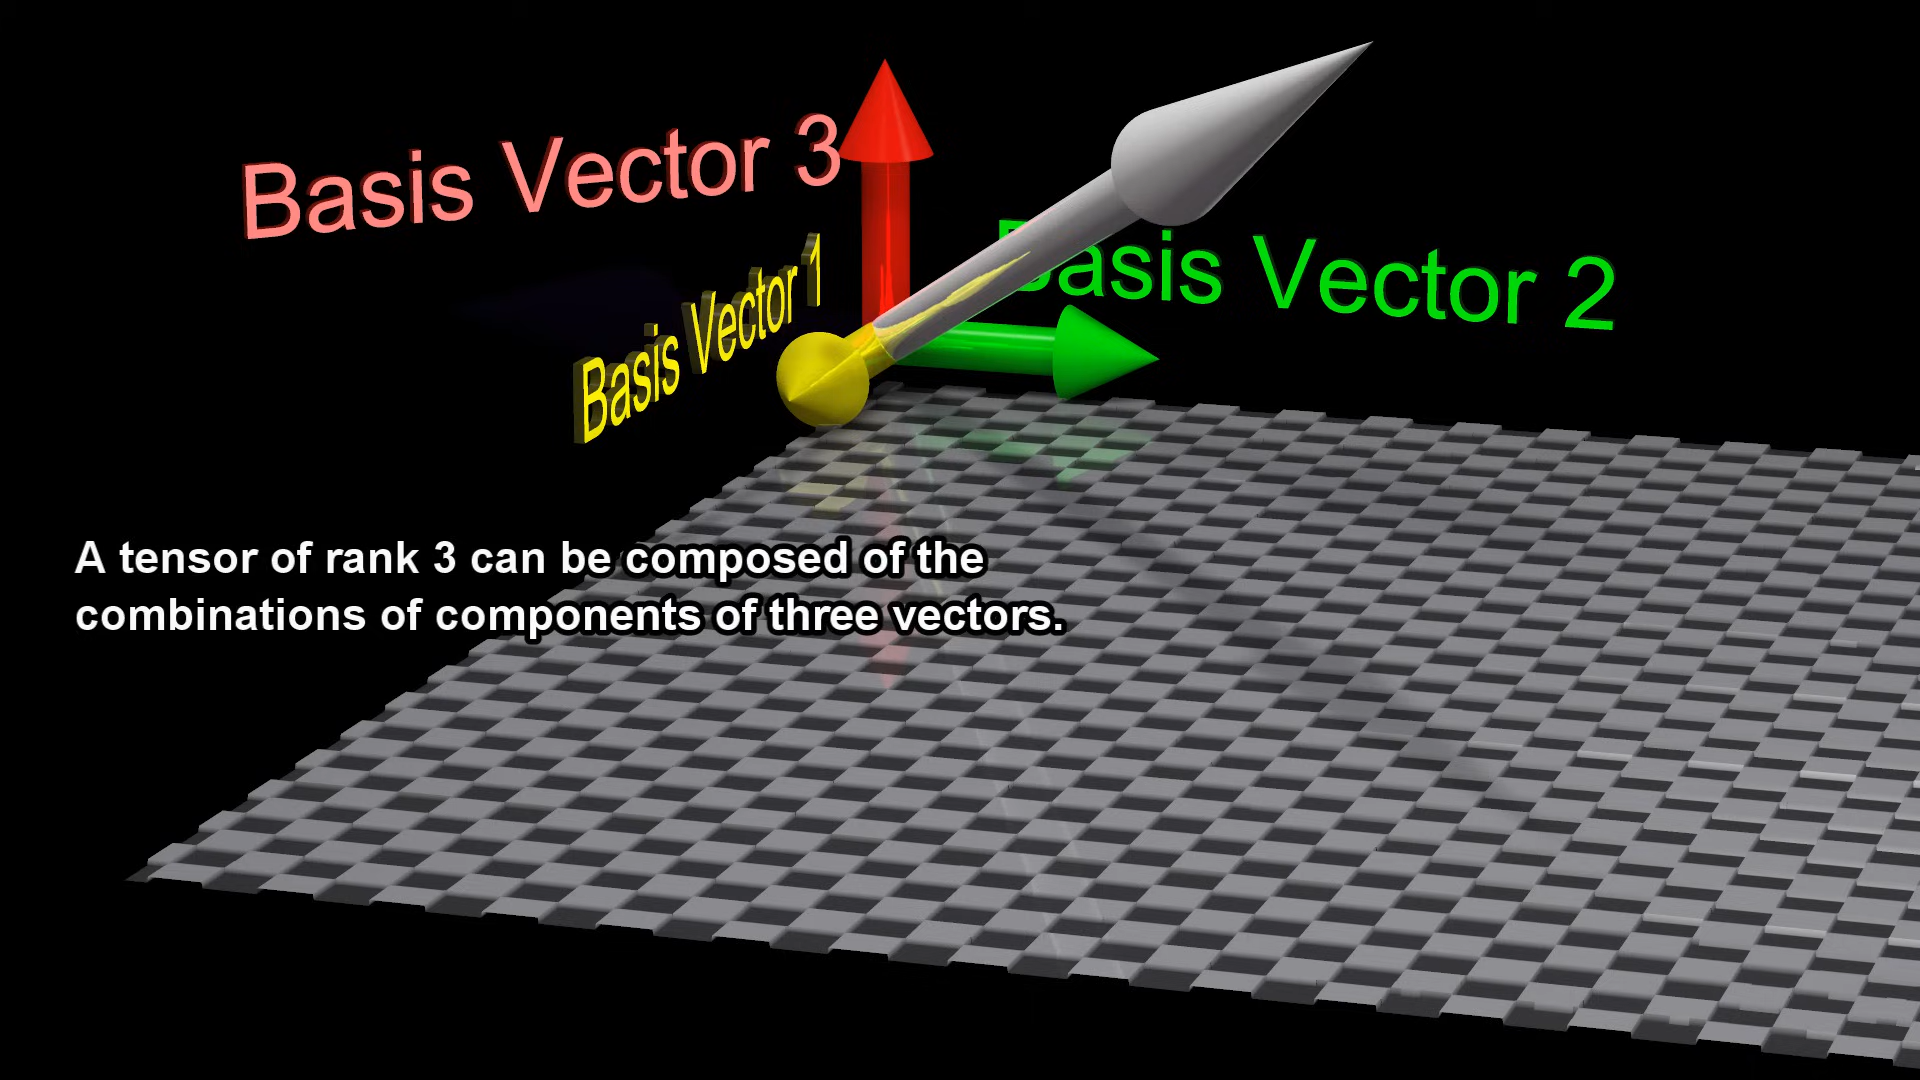 Basis Vector 3
Basis Vector 1
Basis Vector 2
A tensor of rank 3 can be composed of the
combinations of components of three vectors.